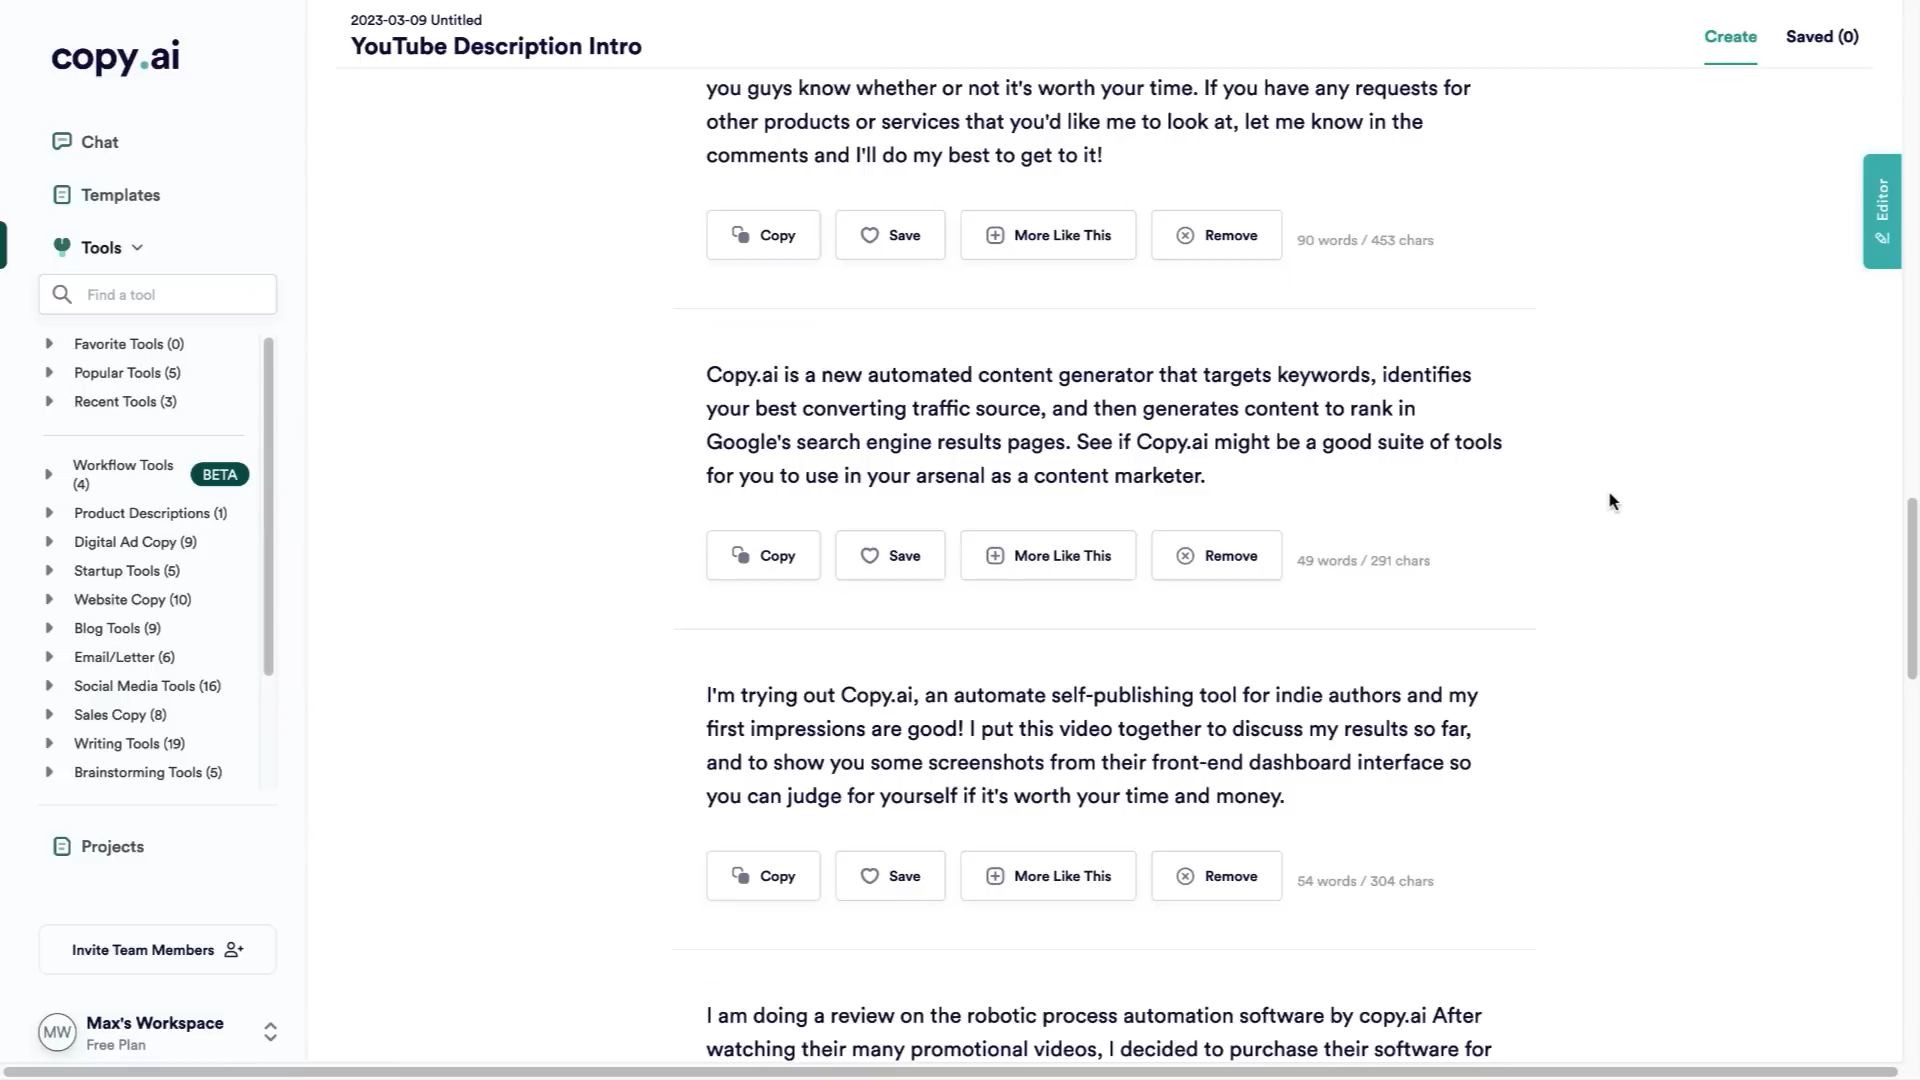 copy.ai
Chat
Templates
Tools
Find a tool
Favorite Tools (0)
Popular Tools (5)
Recent Tools (3)
Workflow Tools
(4)
BETA
Product Descriptions (1)
Digital Ad Copy (9)
Startup Tools (5)
Website Copy (10)
Blog Tools (9)
Email/Letter (6)
Social Media Tools (16)
Sales Copy (8)
Writing Tools (19)
Brainstorming Tools (5)
Projects
Invite Team Members
MW
Max's Workspace
Free Plan
2023-03-09 Untitled
YouTube Description Intro
Create
Saved (0)
Editor
you guys know whether or not it's worth your time. If you have any requests for
other products or services that you'd like me to look at, let me know in the
comments and I'll do my best to get to it!
Copy
Save
More Like This
Remove
90 words / 453 chars
Copy.ai is a new automated content generator that targets keywords, identifies
your best converting traffic source, and then generates content to rank in
Google's search engine results pages. See if Copy.ai might be a good suite of tools
for you to use in your arsenal as a content marketer.
Copy
Save
More Like This
Remove
49 words / 291 chars
I'm trying out Copy.ai, an automate self-publishing tool for indie authors and my
first impressions are good! I put this video together to discuss my results so far,
and to show you some screenshots from their front-end dashboard interface so
you can judge for yourself if it's worth your time and money.
Copy
Save
More Like This
Remove
54 words / 304 chars
I am doing a review on the robotic process automation software by copy.ai After
watching their many promotional videos, I decided to purchase their software for